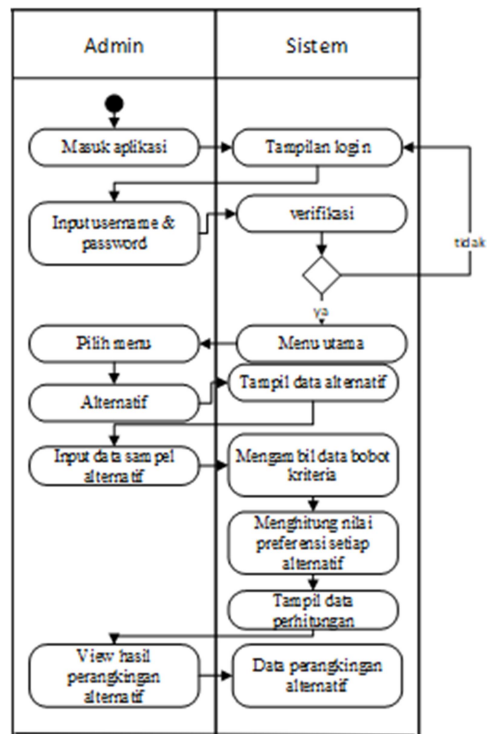 Admin
Sistem
Masuk aplikasi
Tampilan login
Input username &
password
verifikasi
tidak
ya
Pilih menu
Menu utama
Alternatif
Tampil data alternatif
Input data sampel
alternatif
Mengambil data bobot
kriteria
Menghitung nilai
preferensi setiap
alternatif
Tampil data
perhitungan
View hasil
perangkingan
alternatif
Data perangkingan
alternatif